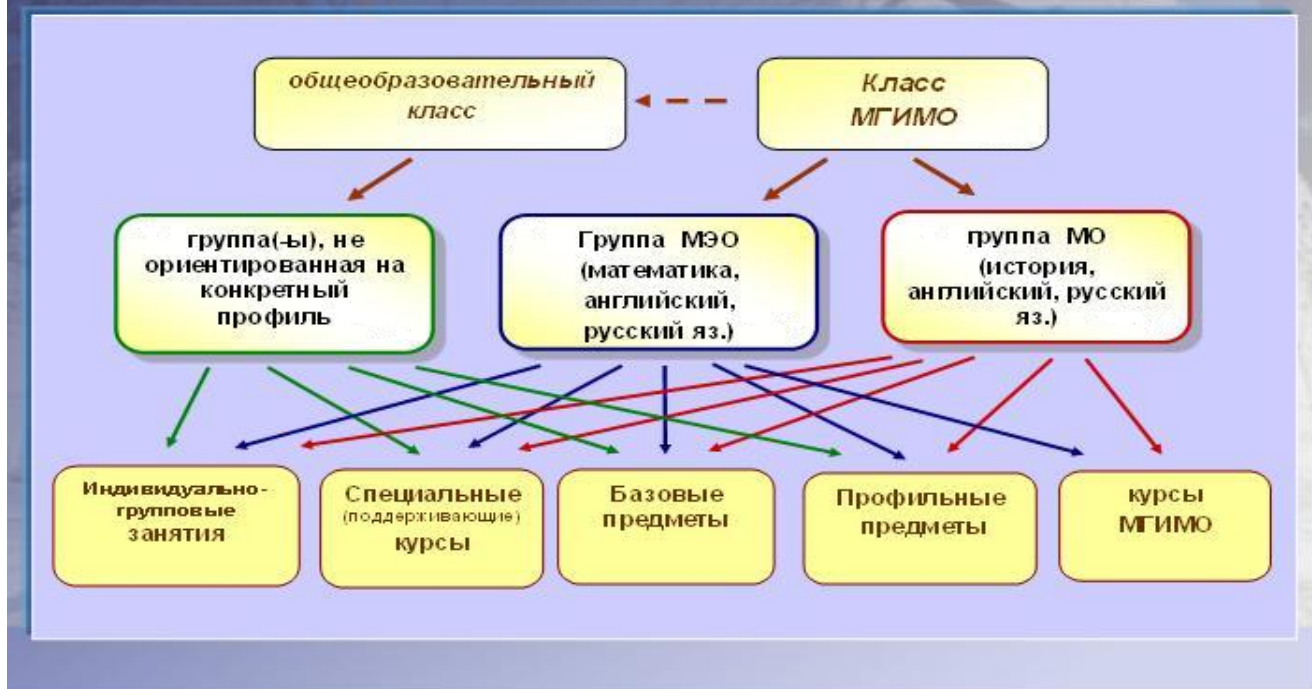 общеобразовательный
класс
Класс
МГИМО
группа(-ы), не
ориентированная на
конкретный
профиль
Группа МЭО
(математика,
английский,
русский яз.)
группа МО
(история,
английский, русский
яз.)
Индивидуально-
групповые
занятия
Специальные
(поддерживающие)
курсы
Базовые
предметы
Профильные
предметы
курсы
МГИМО